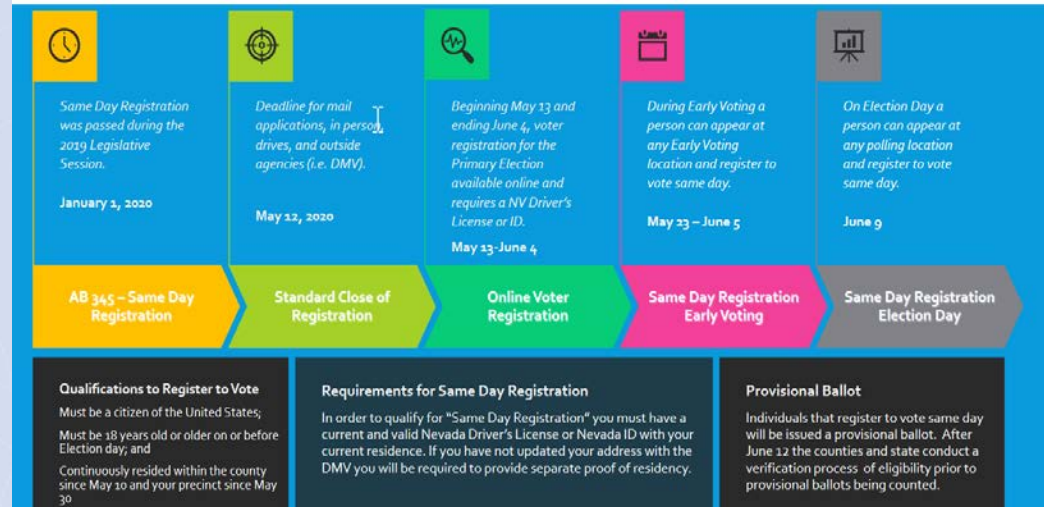 Same Day Registration
was passed during the
2019 Legislative
Session.
January 1, 2020
Deadline for mail
applications, in person,
drives, and outside
agencies (i.e. DMV).
May 12, 2020
Beginning May 13 and
ending June 4, voter
registration for the
Primary Election
available online and
requires a NV Driver's
License or ID.
May 13-June 4
During Early Voting a
person can appear at
any Early Voting
location and register to
vote same day.
May 23 – June 5
On Election Day a
person can appear at
any polling location
and register to vote
same day.
June 9
AB 345 – Same Day
Registration
Standard Close of
Registration
Online Voter
Registration
Same Day Registration
Early Voting
Same Day Registration
Election Day
Qualifications to Register to Vote
Must be a citizen of the United States;
Must be 18 years old or older on or before
Election day; and
Continuously resided within the county
since May 10 and your precinct since May
30
Requirements for Same Day Registration
In order to qualify for "Same Day Registration" you must have a
current and valid Nevada Driver's License or Nevada ID with your
current residence. If you have not updated your address with the
DMV you will be required to provide separate proof of residency.
Provisional Ballot
Individuals that register to vote same day
will be issued a provisional ballot. After
June 12 the counties and state conduct a
verification process of eligibility prior to
provisional ballots being counted.